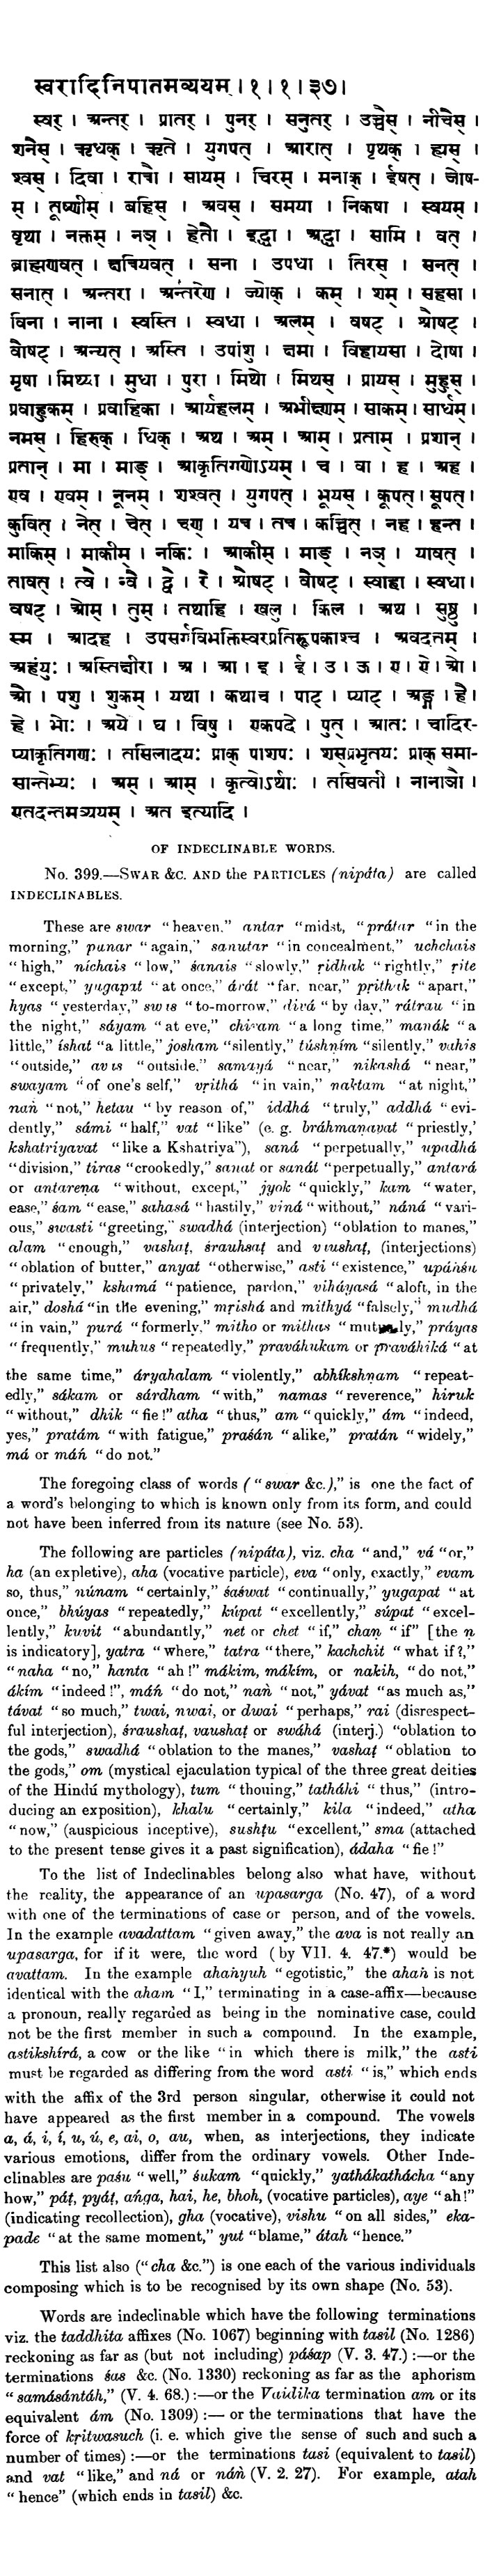 स्वरादिनिपातमव्ययम् । १ । १ । ३७ ।
स्वर् । अन्तर् । प्रातर् । पुनर् । सनुतर् । उच्चैस् । नीचैस् ।
शनैस् । ऋधक् । ऋते । युगपत् । आरात् । पृथक् । ह्यस् ।
श्वस् । दिवा । रात्रौ । सायम् । चिरम् । मनाक् । ईषत् । जोष-
म् । तूष्णीम् । बहिस् । अवस् । समया । निकषा । स्वयम् ।
वृथा । नक्तम् । नञ् । हेतौ । इद्धा । अद्धा । सामि । वत् ।
ब्राह्मणवत् । क्षत्रियवत् । सना । उपधा । तिरस् । सनत् ।
सनात् । अन्तरा । अन्तरेण । ज्योक् । कम् । शम् । सहसा ।
विना । नाना । स्वस्ति । स्वधा । अलम् । वषट् । श्रौषट् ।
वौषट् । अन्यत् । अस्ति । उपांशु । क्षमा । विहायसा । दोषा ।
मृषा । मिथ्या । मुधा । पुरा । मिथो । मिथस् । प्रायस् । मुहुस् ।
प्रवाहुकम् । प्रवाहिका । आर्यहलम् । अभीक्ष्णम् । साकम् । सार्धम् ।
नमस् । हिरुक् । धिक् । अथ । अम् । आम् । प्रताम् । प्रशान् ।
प्रतान् । मा । माङ् । आकृतिगणोऽयम् । च । वा । ह । अह ।
एव । एवम् । नूनम् । शश्वत् । युगपत् । भूयस् । कूपत् । सूपत् ।
कुवित् । नेत् । चेत् । चण् । यच । तच । कच्चित् । नह । हन्त ।
माकिम् । माकीम् । नकिः । आकीम् । माङ् । नञ् । यावत् ।
तावत् । त्वै । न्वै । द्वै । रै । श्रौषट् । वौषट् । स्वाहा । स्वधा ।
वषट् । ओम् । तुम् । तथाहि । खलु । किल । अथ । सुष्ठु ।
स्म । आदह । उपसर्गविभक्तिस्वरप्रतिरूपकाश्च । अवदत्तम् ।
अहंयुः । अस्तिक्षीरा । अ । आ । इ । ई । उ । ऊ । ए । ऐ । ओ ।
औ । पशु । शुकम् । यथा । कथाच । पाट् । प्याट् । अङ्ग । है ।
हे । भोः । अये । घ । विषु । एकपदे । पुत् । आतः । चादिर-
प्याकृतिगणः । तसिलादयः प्राक् पाशपः । शस्प्रभृतयः प्राक् समा-
सान्तेभ्यः । अम् । आम् । कृत्वोऽर्थाः । तसिवती । नानाञौ ।
एतदन्तमव्ययम् । अत इत्यादि ।
OF INDECLINABLE WORDS.
No. 399.—SWAR &C. AND the PARTICLES (nipáta) are called
INDECLINABLES.
These are swar “heaven,” antar “midst, “prátar “in the
morning,” punar “again,” sanutar “in concealment,” uchchais
“high,” níchais “low,” śanais “slowly,” ṛidhak “rightly,” ṛite
“except,” yugapat “at once,” árát “far, near,” pṛithak “apart,”
hyas “yesterday,” swas “to-morrow,” divá “by day,” rátrau “in
the night,” sáyam “at eve,” chiram “a long time,” manák “a
little,” íshat “a little,” josham “silently,” túshṇím “silently,” vahis
“outside,” avas “outside.” samayá “near,” nikashá “near,”
swayam “of one's self,” vṛithá “in vain,” naktam “at night,”
nań “not,” hetau “by reason of,” iddhá “truly,” addhá “evi-
dently,” sámi “half,” vat “like” (e. g. bráhmaṇavat “priestly,’
kshatriyavat “like a Kshatriya”), saná “perpetually,” upadhá
“division,” tiras “crookedly,” sanat or sanát “perpetually,” antará
or antareṇa “without, except,” jyok “quickly,” kam “water,
ease,” śam “ease,” sahasá “hastily,” viná “without,” náná “vari-
ous,” swasti “greeting,” swadhá (interjection) “oblation to manes,”
alam “enough,” vashaṭ, śrauhsaṭ and vaushaṭ, (interjections)
“oblation of butter,” anyat “otherwise,” asti “existence,” upánśu
“privately,” kshamá “patience, pardon,” viháyasá “aloft, in the
air,” doshá “in the evening,” mṛishá and mithyá “falsely,” mudhá
“in vain,” purá “formerly,” mitho or mithas “mutually,” práyas
“frequently,” muhus “repeatedly,” praváhukam or praváhiká “at
the same time,” áryahalam “violently,” abhíkshṇam “repeat-
edly,” sákam or sárdham “with,” namas “reverence,” hiruk
“without,” dhik “fie!” atha “thus,” am “quickly,” ám “indeed,
yes,” pratám “with fatigue,” praśán “alike,” pratán “widely,”
má or máń “do not.”
The foregoing class of words (“swar &c.),” is one the fact of
a word's belonging to which is known only from its form, and could
not have been inferred from its nature (see No. 53).
The following are particles (nipáta), viz. cha “and,” vá “or,”
ha (an expletive), aha (vocative particle), eva “only, exactly,” evam
so, thus,” núnam “certainly,” śaśwat “continually,” yugapat “at
once,” bhúyas “repeatedly,” kúpat “excellently,” súpat “excel-
lently,” kuvit “abundantly,” net or chet “if,” chaṇ “if” [the ṇ
is indicatory], yatra “where,” tatra “there,” kachchit “what if?,”
“naha “no,” hanta “ah!” mákim, mákím, or nakih, “do not,”
ákím “indeed!”, máń “do not,” nań “not,” yávat “as much as,”
távat “so much,” twai, nwai, or dwai “perhaps,” rai (disrespect-
ful interjection), śraushaṭ, vaushaṭ or swáhá (interj.) “oblation to
the gods,” swadhá “oblation to the manes,” vashaṭ “oblation to
the gods,” om (mystical ejaculation typical of the three great deities
of the Hindú mythology), tum “thouing,” tatháhi “thus,” (intro-
ducing an exposition), khalu “certainly,” kila “indeed,” atha
“now,” (auspicious inceptive), sushṭu “excellent,” sma (attached
to the present tense gives it a past signification), ádaha “fie!”
To the list of Indeclinables belong also what have, without
the reality, the appearance of an upasarga (No. 47), of a word
with one of the terminations of case or person, and of the vowels.
In the example avadattam “given away,” the ava is not really an
upasarga, for if it were, the word (by VII. 4. 47.*) would be
avattam. In the example ahaṅyuh “egotistic,” the ahaṅ is not
identical with the aham “I,” terminating in a case-affix—because
a pronoun, really regarded as being in the nominative case, could
not be the first member in such a compound. In the example,
astikshírá, a cow or the like “in which there is milk,” the asti
must be regarded as differing from the word asti “is,” which ends
with the affix of the 3rd person singular, otherwise it could not
have appeared as the first member in a compound. The vowels
a, á, i, í, u, ú, e, ai, o, au, when, as interjections, they indicate
various emotions, differ from the ordinary vowels. Other Inde-
clinables are paśu “well,” śukam “quickly,” yathákathácha “any
how,” páṭ, pyáṭ, aṅga, hai, he, bhoh, (vocative particles), aye “ah!”
(indicating recollection), gha (vocative), vishu “on all sides,” eka-
pade “at the same moment,” yut “blame,” átah “hence.”
This list also (“cha &c.”) is one each of the various individuals
composing which is to be recognised by its own shape (No. 53).
Words are indeclinable which have the following terminations
viz. the taddhita affixes (No. 1067) beginning with tasil (No. 1286)
reckoning as far as (but not including) páśap (V. 3. 47.) :—or the
terminations śas &c. (No. 1330) reckoning as far as the aphorism
“samásántáh,” (V. 4. 68.) :—or the Vaidika termination am or its
equivalent ám (No. 1309) :— or the terminations that have the
force of kṛitwasuch (i. e. which give the sense of such and such a
number of times) :—or the terminations tasi (equivalent to tasil)
and vat “like,” and ná or náń (V. 2. 27). For example, atah
“hence” (which ends in tasil) &c.